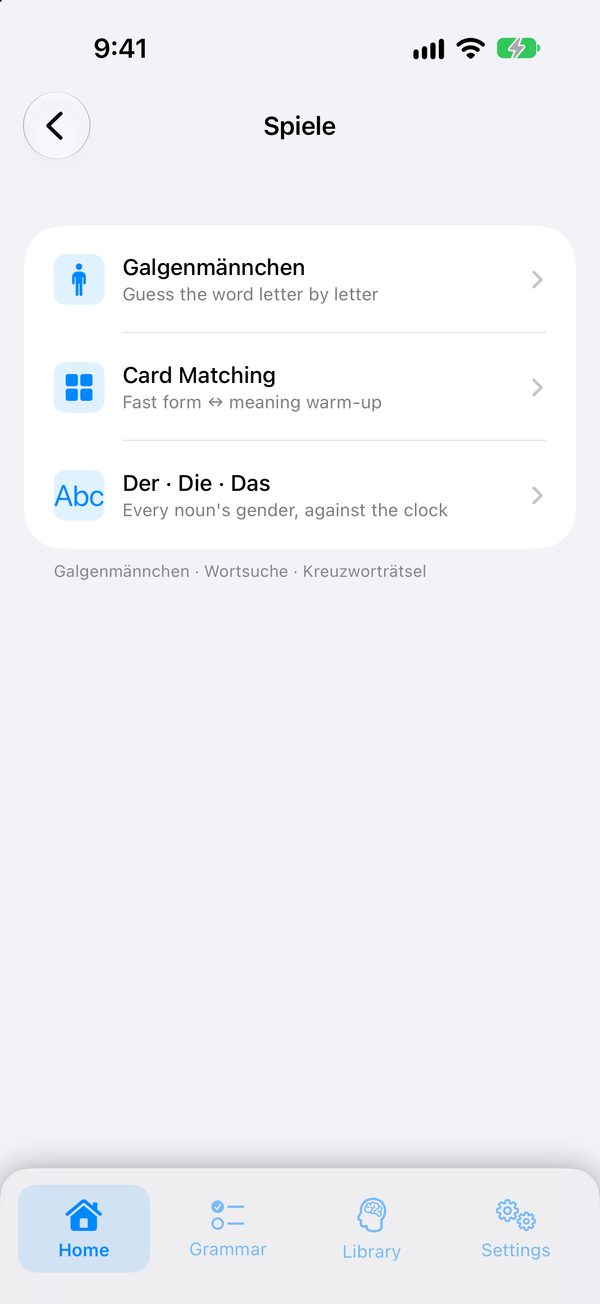 9:41
Spiele
Galgenmännchen
Guess the word letter by letter
Card Matching
Fast form ↔ meaning warm-up
Abc
Der · Die · Das
Every noun's gender, against the clock
Galgenmännchen · Wortsuche · Kreuzworträtsel
Home
Grammar
Library
Settings